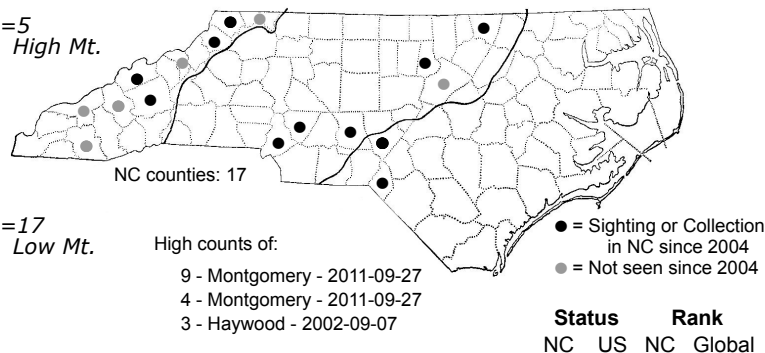 =5
High Mt.
NC counties: 17
=17
Low Mt.
High counts of:
9 - Montgomery - 2011-09-27
4 - Montgomery - 2011-09-27
3 - Haywood - 2002-09-07
= Sighting or Collection
in NC since 2004
= Not seen since 2004
Status Rank
NC US NC Global